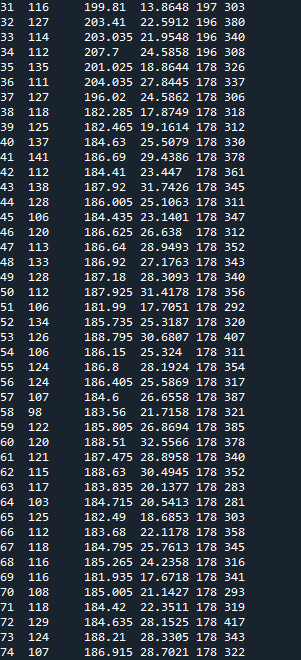 31 116 199.81 13.8648 197 303
32 127 203.41 22.5912 196 380
33 114 203.035 21.9548 196 340
34 112 207.7 24.5858 196 308
35 135 201.025 18.8644 178 326
36 111 204.035 27.8445 178 337
37 127 196.02 24.5862 178 306
38 118 182.285 17.8749 178 318
39 125 182.465 19.1614 178 312
40 137 184.63 25.5079 178 330
41 141 186.69 29.4386 178 378
42 112 184.41 23.447 178 361
43 138 187.92 31.7426 178 345
44 128 186.005 25.1063 178 311
45 106 184.435 23.1401 178 347
46 120 186.625 26.638 178 312
47 113 186.64 28.9493 178 352
48 133 186.92 27.1763 178 343
49 128 187.18 28.3093 178 340
50 112 187.925 31.4178 178 356
51 106 181.99 17.7051 178 292
52 134 185.735 25.3187 178 320
53 126 188.795 30.6807 178 407
54 106 186.15 25.324 178 311
55 124 186.8 28.1924 178 354
56 124 186.405 25.5869 178 317
57 107 184.6 26.6558 178 387
58 98 183.56 21.7158 178 321
59 122 185.805 26.8694 178 385
60 120 188.51 32.5566 178 378
61 121 187.475 28.8958 178 340
62 115 188.63 30.4945 178 352
63 117 183.835 20.1377 178 283
64 103 184.715 20.5413 178 281
65 125 182.49 18.6853 178 303
66 112 183.68 22.1178 178 358
67 118 184.795 25.7613 178 345
68 116 185.265 24.2358 178 316
69 116 181.935 17.6718 178 341
70 108 185.005 21.1427 178 293
71 118 184.42 22.3511 178 319
72 129 184.635 28.1525 178 417
73 124 188.21 28.3305 178 343
74 107 186.915 28.7021 178 322